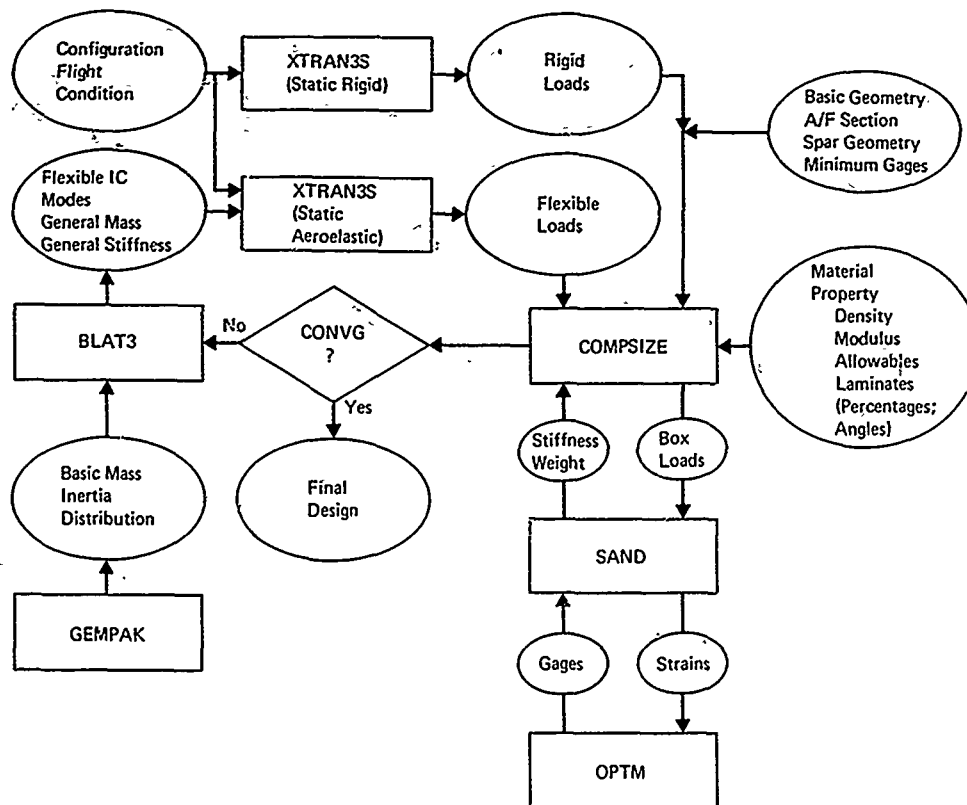 Configuration
Flight
Condition
XTRAN3S
(Static Rigid)
Rigid
Loads
Basic Geometry
A/F Section
Spar Geometry
Minimum Gages
Flexible IC
Modes
General Mass
General Stiffness
XTRAN3S
(Static
Aeroelastic)
Flexible
Loads
Material
Property
Density
Modulus
Allowables
Laminates
(Percentages;
Angles)
BLAT3
No
CONVG
?
Yes
COMPSIZE
Basic Mass
Inertia
Distribution
Final
Design
Stiffness
Weight
Box
Loads
SAND
GEMPAK
Gages
Strains
OPTM